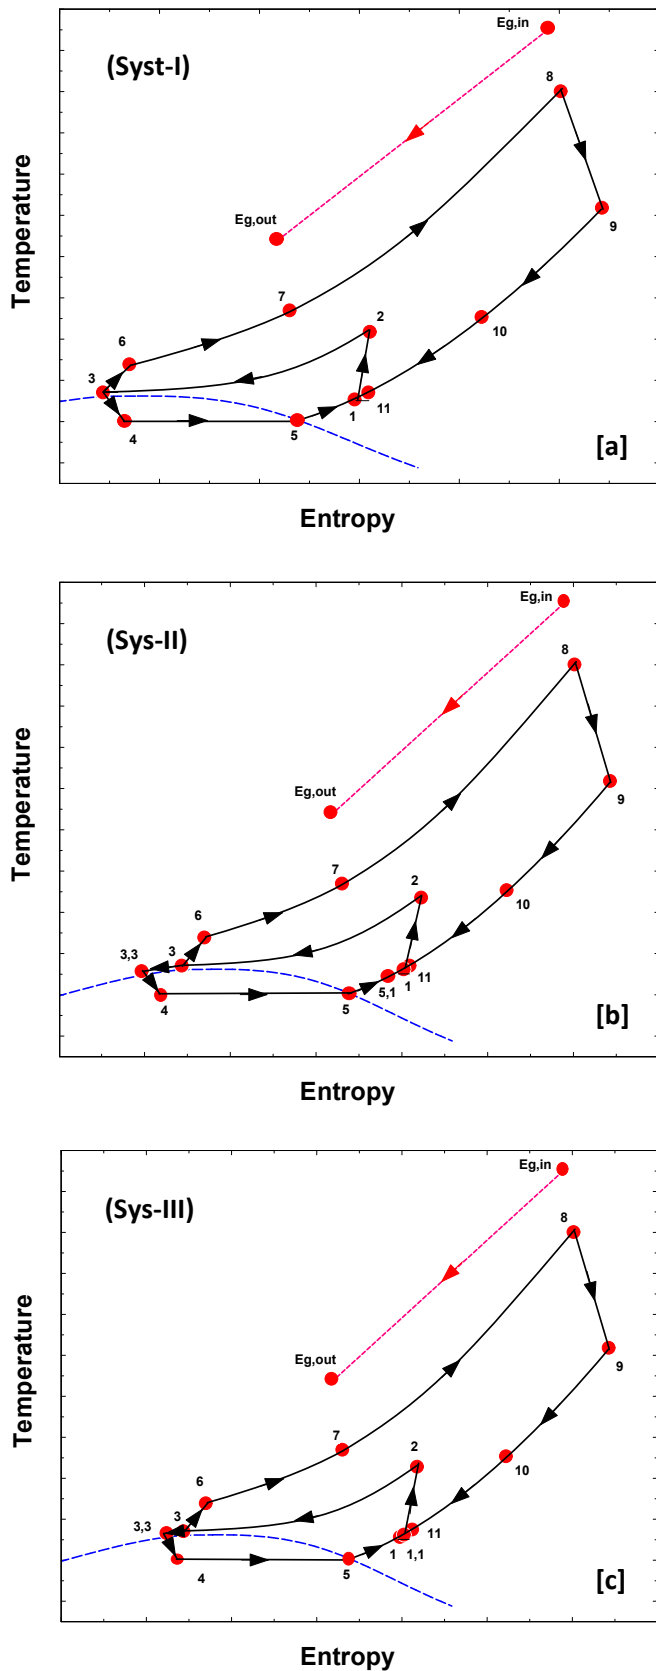 Eg,in
(Syst-I)
8
Eg,out
9
7
2
10
6
3
1
11
4
5
[a]
Temperature
Entropy
Eg,in
(Sys-II)
8
9
Eg,out
7
2
10
6
3,3
3
11
5,1
1
4
5
[b]
Temperature
Entropy
Eg,in
(Sys-III)
8
9
Eg,out
7
2
10
6
3,3
3
11
1
1,1
4
5
[c]
Temperature
Entropy